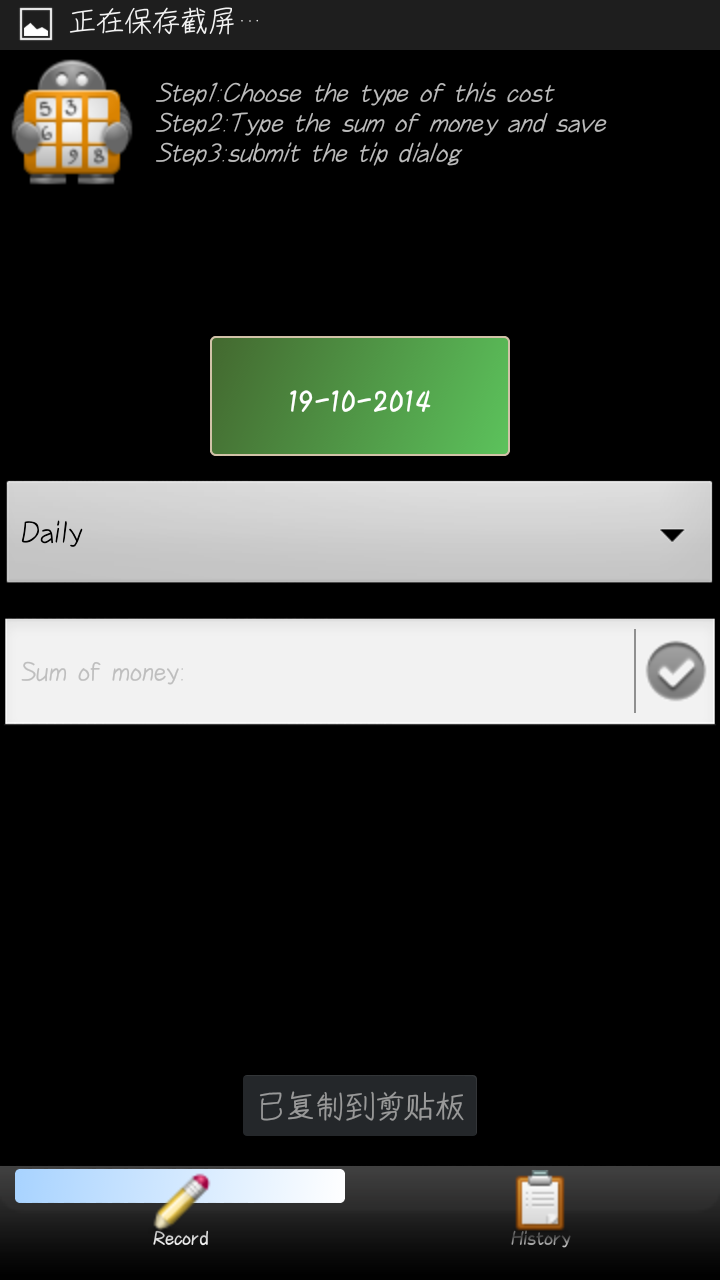 正在保存截屏...
5 3
6
9 8
Step1:Choose the type of this cost
Step2:Type the sum of money and save
Step3:submit the tip dialog
19-10-2014
Daily
Sum of money:
已复制到剪贴板
Record
History